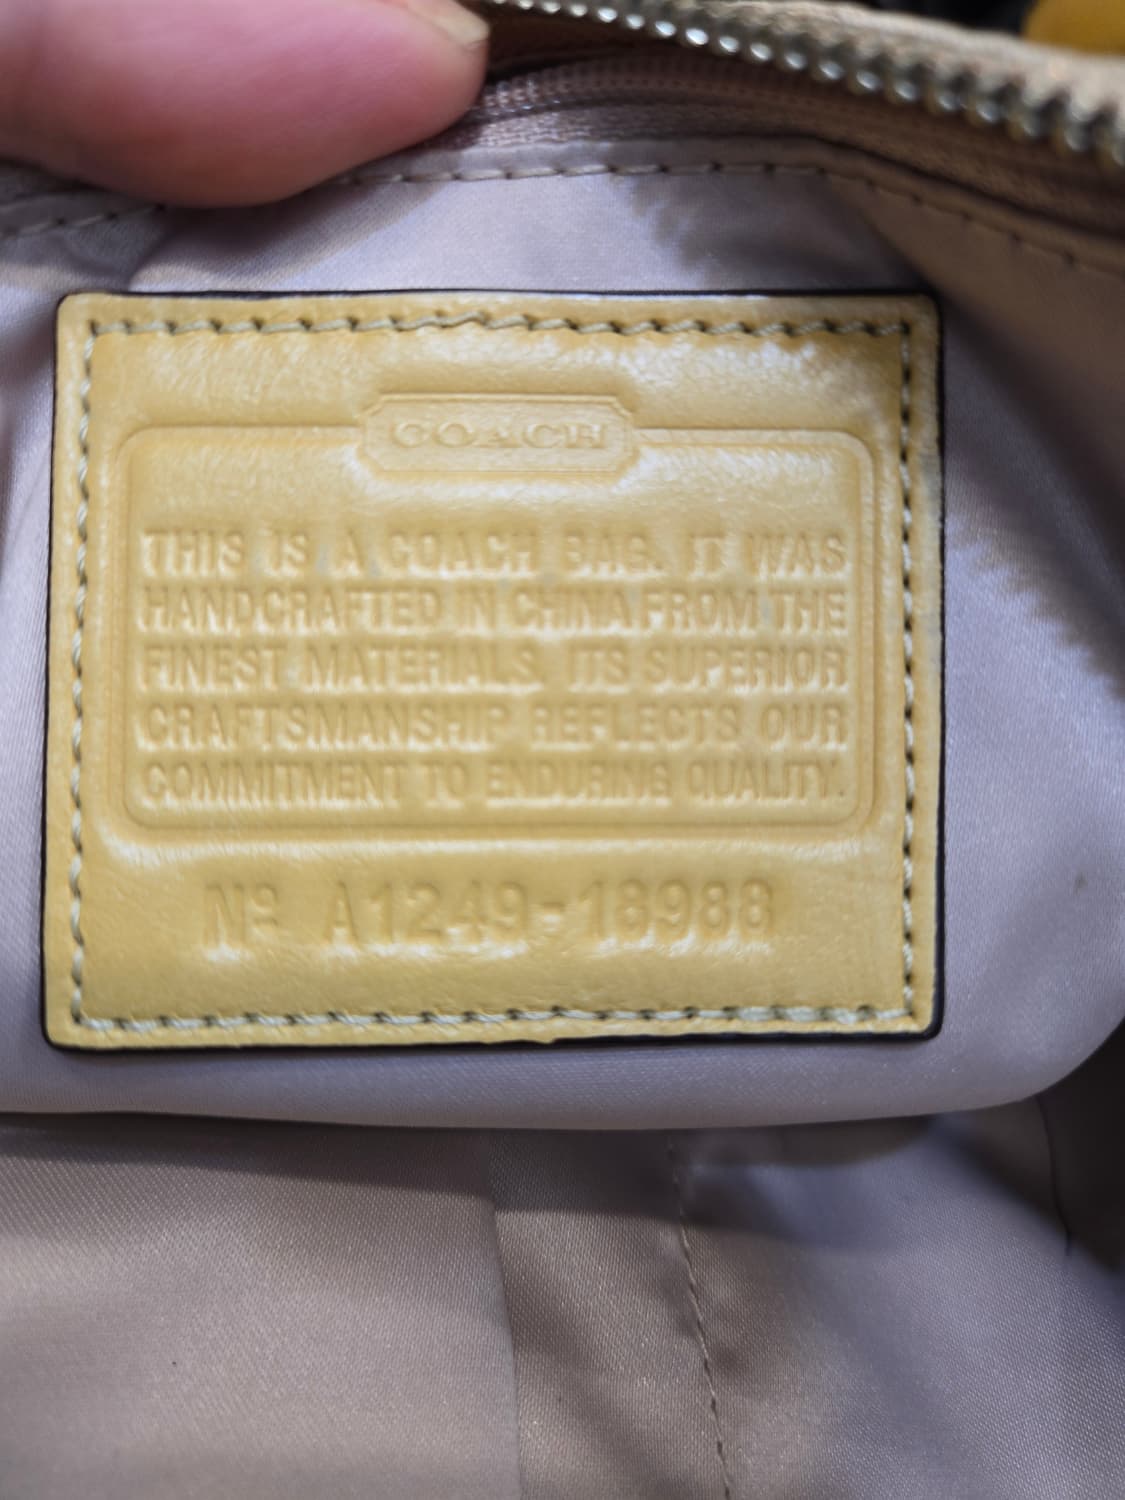 COACH
THIS IS A COACH BAG. IT WAS
HANDCRAFTED IN CHINA FROM THE
FINEST MATERIALS. ITS SUPERIOR
CRAFTSMANSHIP REFLECTS OUR
COMMITMENT TO ENDURING QUALITY.
Nº A1249-18988